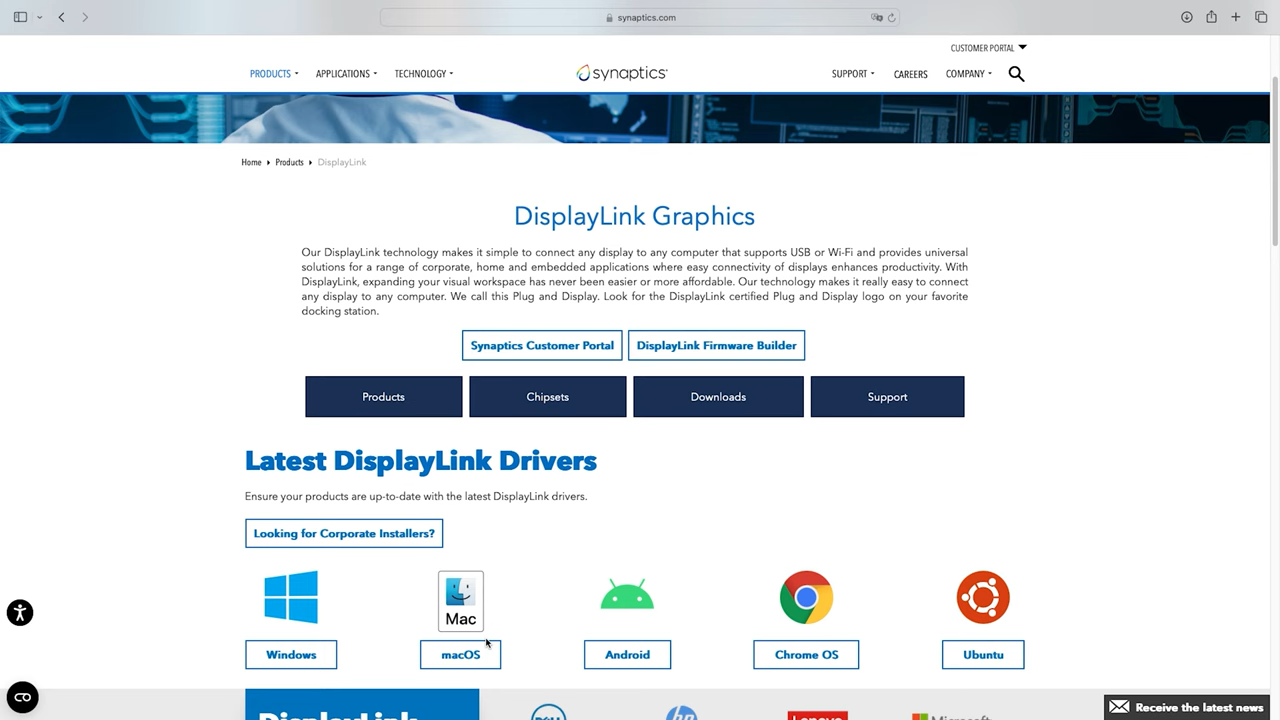 synaptics.com
CUSTOMER PORTAL
PRODUCTS
APPLICATIONS
TECHNOLOGY
synaptics
SUPPORT
CAREERS
COMPANY
Home
Products
DisplayLink
DisplayLink Graphics
Our DisplayLink technology makes it simple to connect any display to any computer that supports USB or Wi-Fi and provides universal
solutions for a range of corporate, home and embedded applications where easy connectivity of displays enhances productivity. With
DisplayLink, expanding your visual workspace has never been easier or more affordable. Our technology makes it really easy to connect
any display to any computer. We call this Plug and Display. Look for the DisplayLink certified Plug and Display logo on your favorite
docking station.
Synaptics Customer Portal
DisplayLink Firmware Builder
Products
Chipsets
Downloads
Support
Latest DisplayLink Drivers
Ensure your products are up-to-date with the latest DisplayLink drivers.
Looking for Corporate Installers?
Mac
Windows
macOS
Android
Chrome OS
Ubuntu
DisplayLink
DELL
hp
Lenovo
Microsoft
Receive the latest news